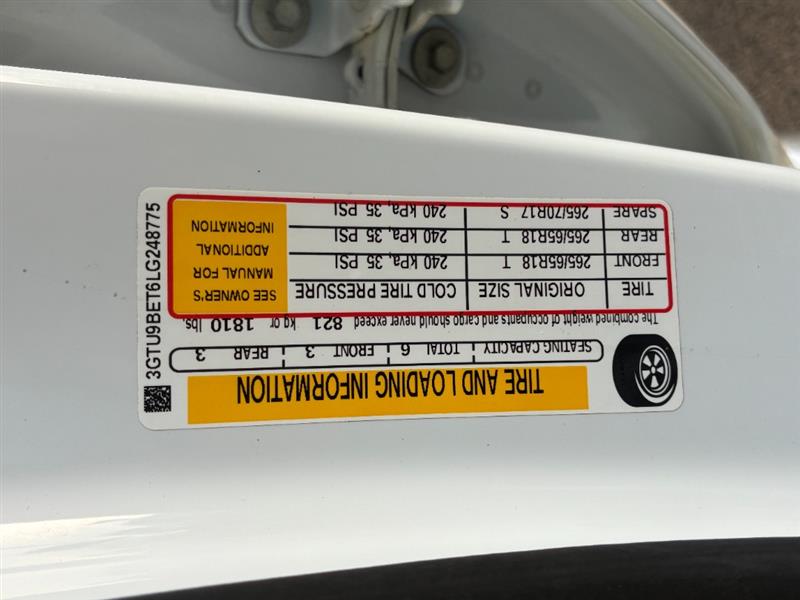 TIRE AND LOADING INFORMATION
SEATING CAPACITY TOTAL 6 FRONT 3 REAR 3
The combined weight of occupants and cargo should never exceed 821 kg or 1810 lbs.
TIRE ORIGINAL SIZE COLD TIRE PRESSURE
FRONT 265/65R18 T 240 kPa, 35 PSI
REAR 265/65R18 T 240 kPa, 35 PSI
SPARE 265/70R17 S 240 kPa, 35 PSI
SEE OWNER'S
MANUAL FOR
ADDITIONAL
INFORMATION
3GTU9BET6LG248775